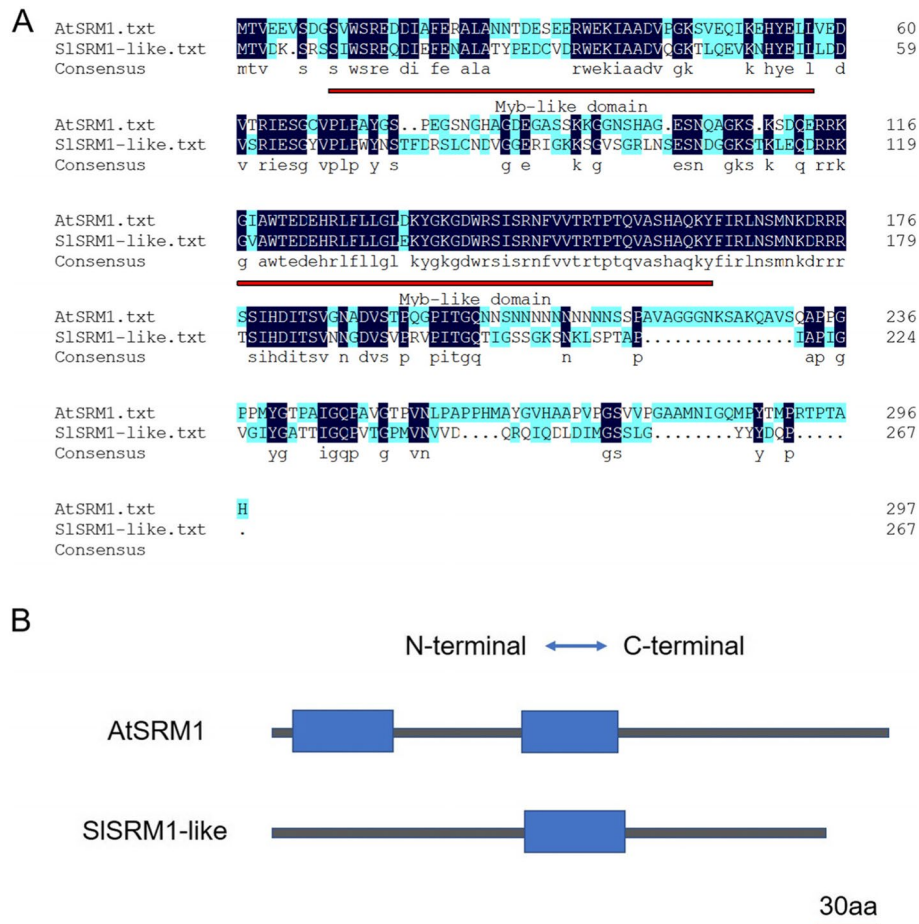 A
AtSRM1.txt MTVEEVSDGSVWSREDDIAFERALANNTDESEERWEKIAADVPGKSVEQIKEHYELLVED 60
SlSRM1-like.txt MTVDK.SRSSIWSREQDIEFENALATYPEDCVDRWEKIAADVQGKTLQEVKNHYEILLDD 59
Consensus mtv s s wsre di fe ala rwekiaadv gk k hye l d
Myb-like domain
AtSRM1.txt VTRIESGCVPLPAYGS..PEGSNGHAGDEGASSKKGGNSHAG.ESNQAGKS.KSDQERRK 116
SlSRM1-like.txt VSRIESGYVPLPWYNSTFDRSLCNDVGGERIGKKSGVSGRLNSESNDGGKSTKLEQDRRK 119
Consensus v riesg vplp y s g e k g esn gks k q rrk
AtSRM1.txt GIAWTEDEHRLFLLGLDKYGKGDWRSISRNFVVTRTPTQVASHAQKYFIRLNSMNKDRRR 176
SlSRM1-like.txt GVAWTEDEHRLFLLGLEKYGKGDWRSISRNFVVTRTPTQVASHAQKYFIRLNSMNKDRRR 179
Consensus g awtedehrlfllgl kygkgdwrsisrnfvvtrtptqvashaqkyfirlnsmnkdrrr
Myb-like domain
AtSRM1.txt SSIHDITSVGNADVSTPQGPITGQNNSNNNNNNNNNNSSPAVAGGGNKSAKQAVSQAPPG 236
SlSRM1-like.txt TSIHDITSVNNGDVSVPRVPITGQTIGSSGKSNKLSPTAP..............IAPIG 224
Consensus sihditsv n dvs p pitgq n p ap g
AtSRM1.txt PPMYGTPAIGQPAVGTPVNLPAPPHMAYGVHAAPVPGSVVPGAAMNIGQMPYTMPRTPTA 296
SlSRM1-like.txt VGIYGATTIGQPVTGPMVNVVD....QRQIQDLDIMGSSLG.........YYYDQP..... 267
Consensus yg igqp g vn gs y p
AtSRM1.txt H 297
SlSRM1-like.txt . 267
Consensus
B
N-terminal C-terminal
AtSRM1
SlSRM1-like
30aa